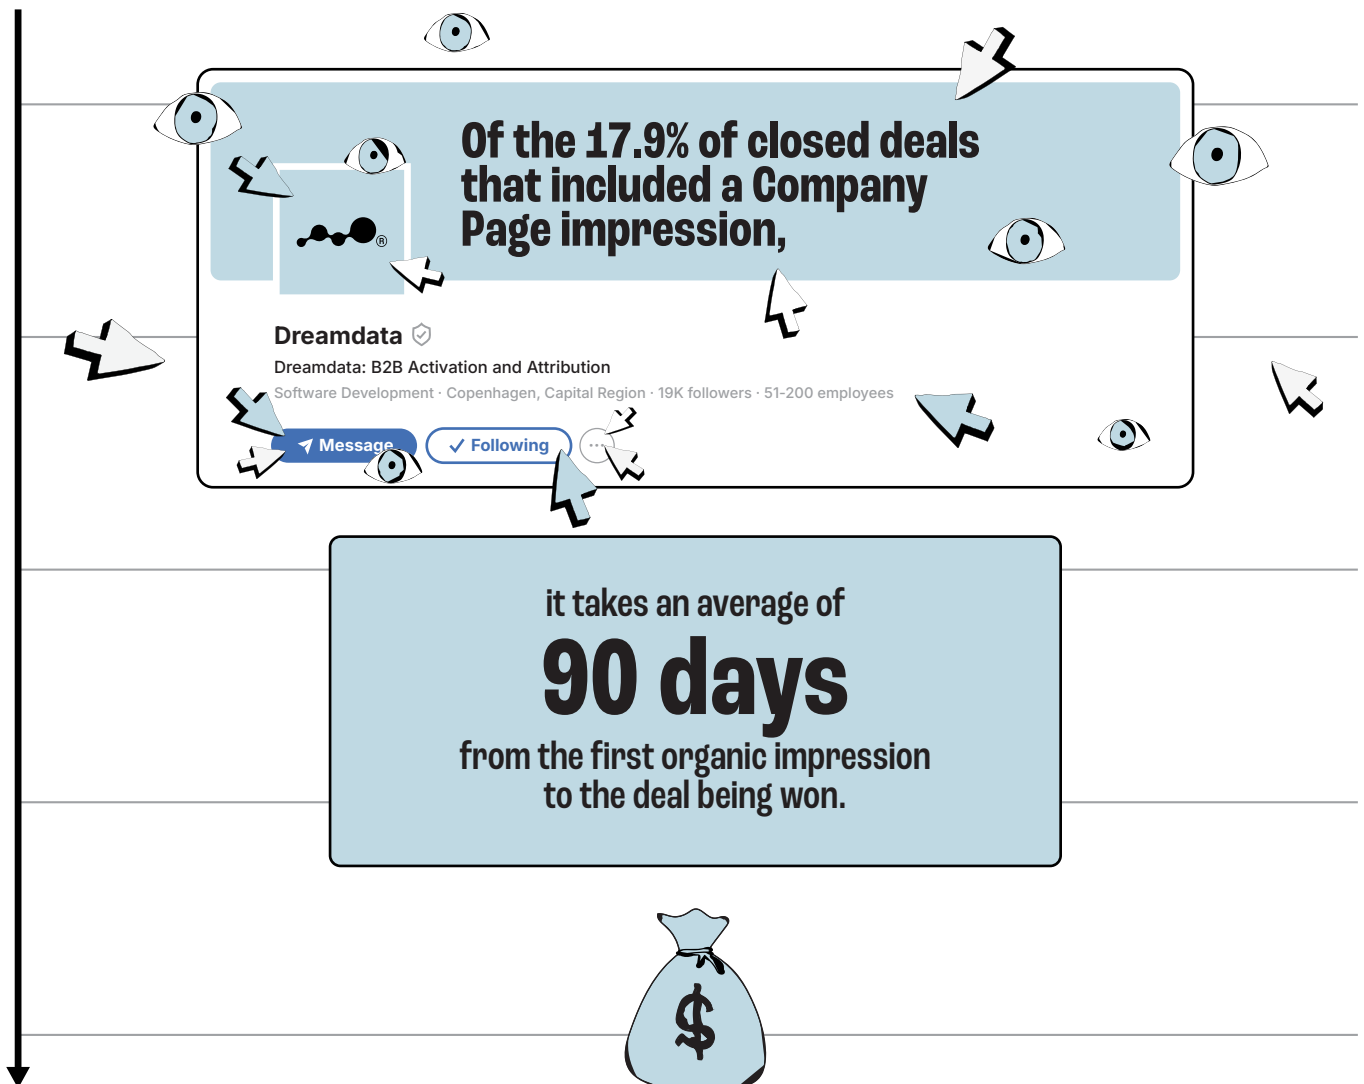 Of the 17.9% of closed deals
that included a Company
Page impression,
®
Dreamdata
Dreamdata: B2B Activation and Attribution
Software Development · Copenhagen, Capital Region · 19K followers · 51-200 employees
Message
Following
it takes an average of
90 days
from the first organic impression
to the deal being won.
$